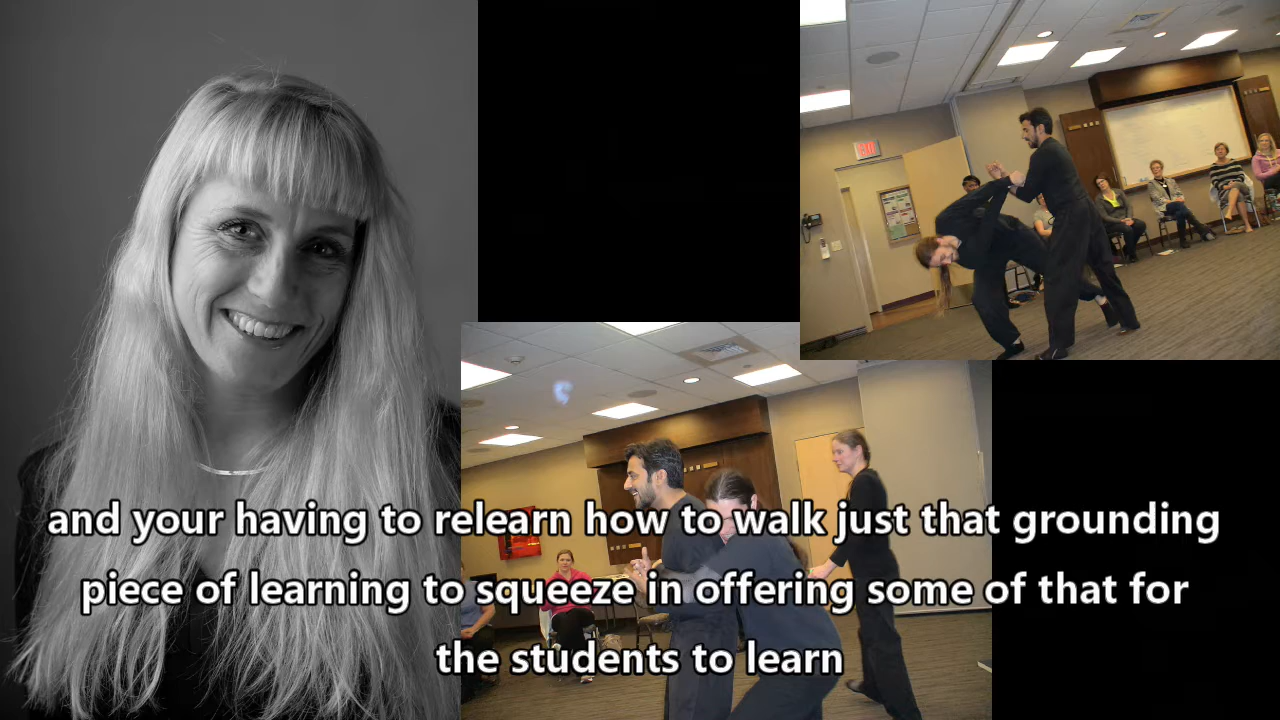 and your having to relearn how to walk just that grounding
piece of learning to squeeze in offering some of that for
the students to learn